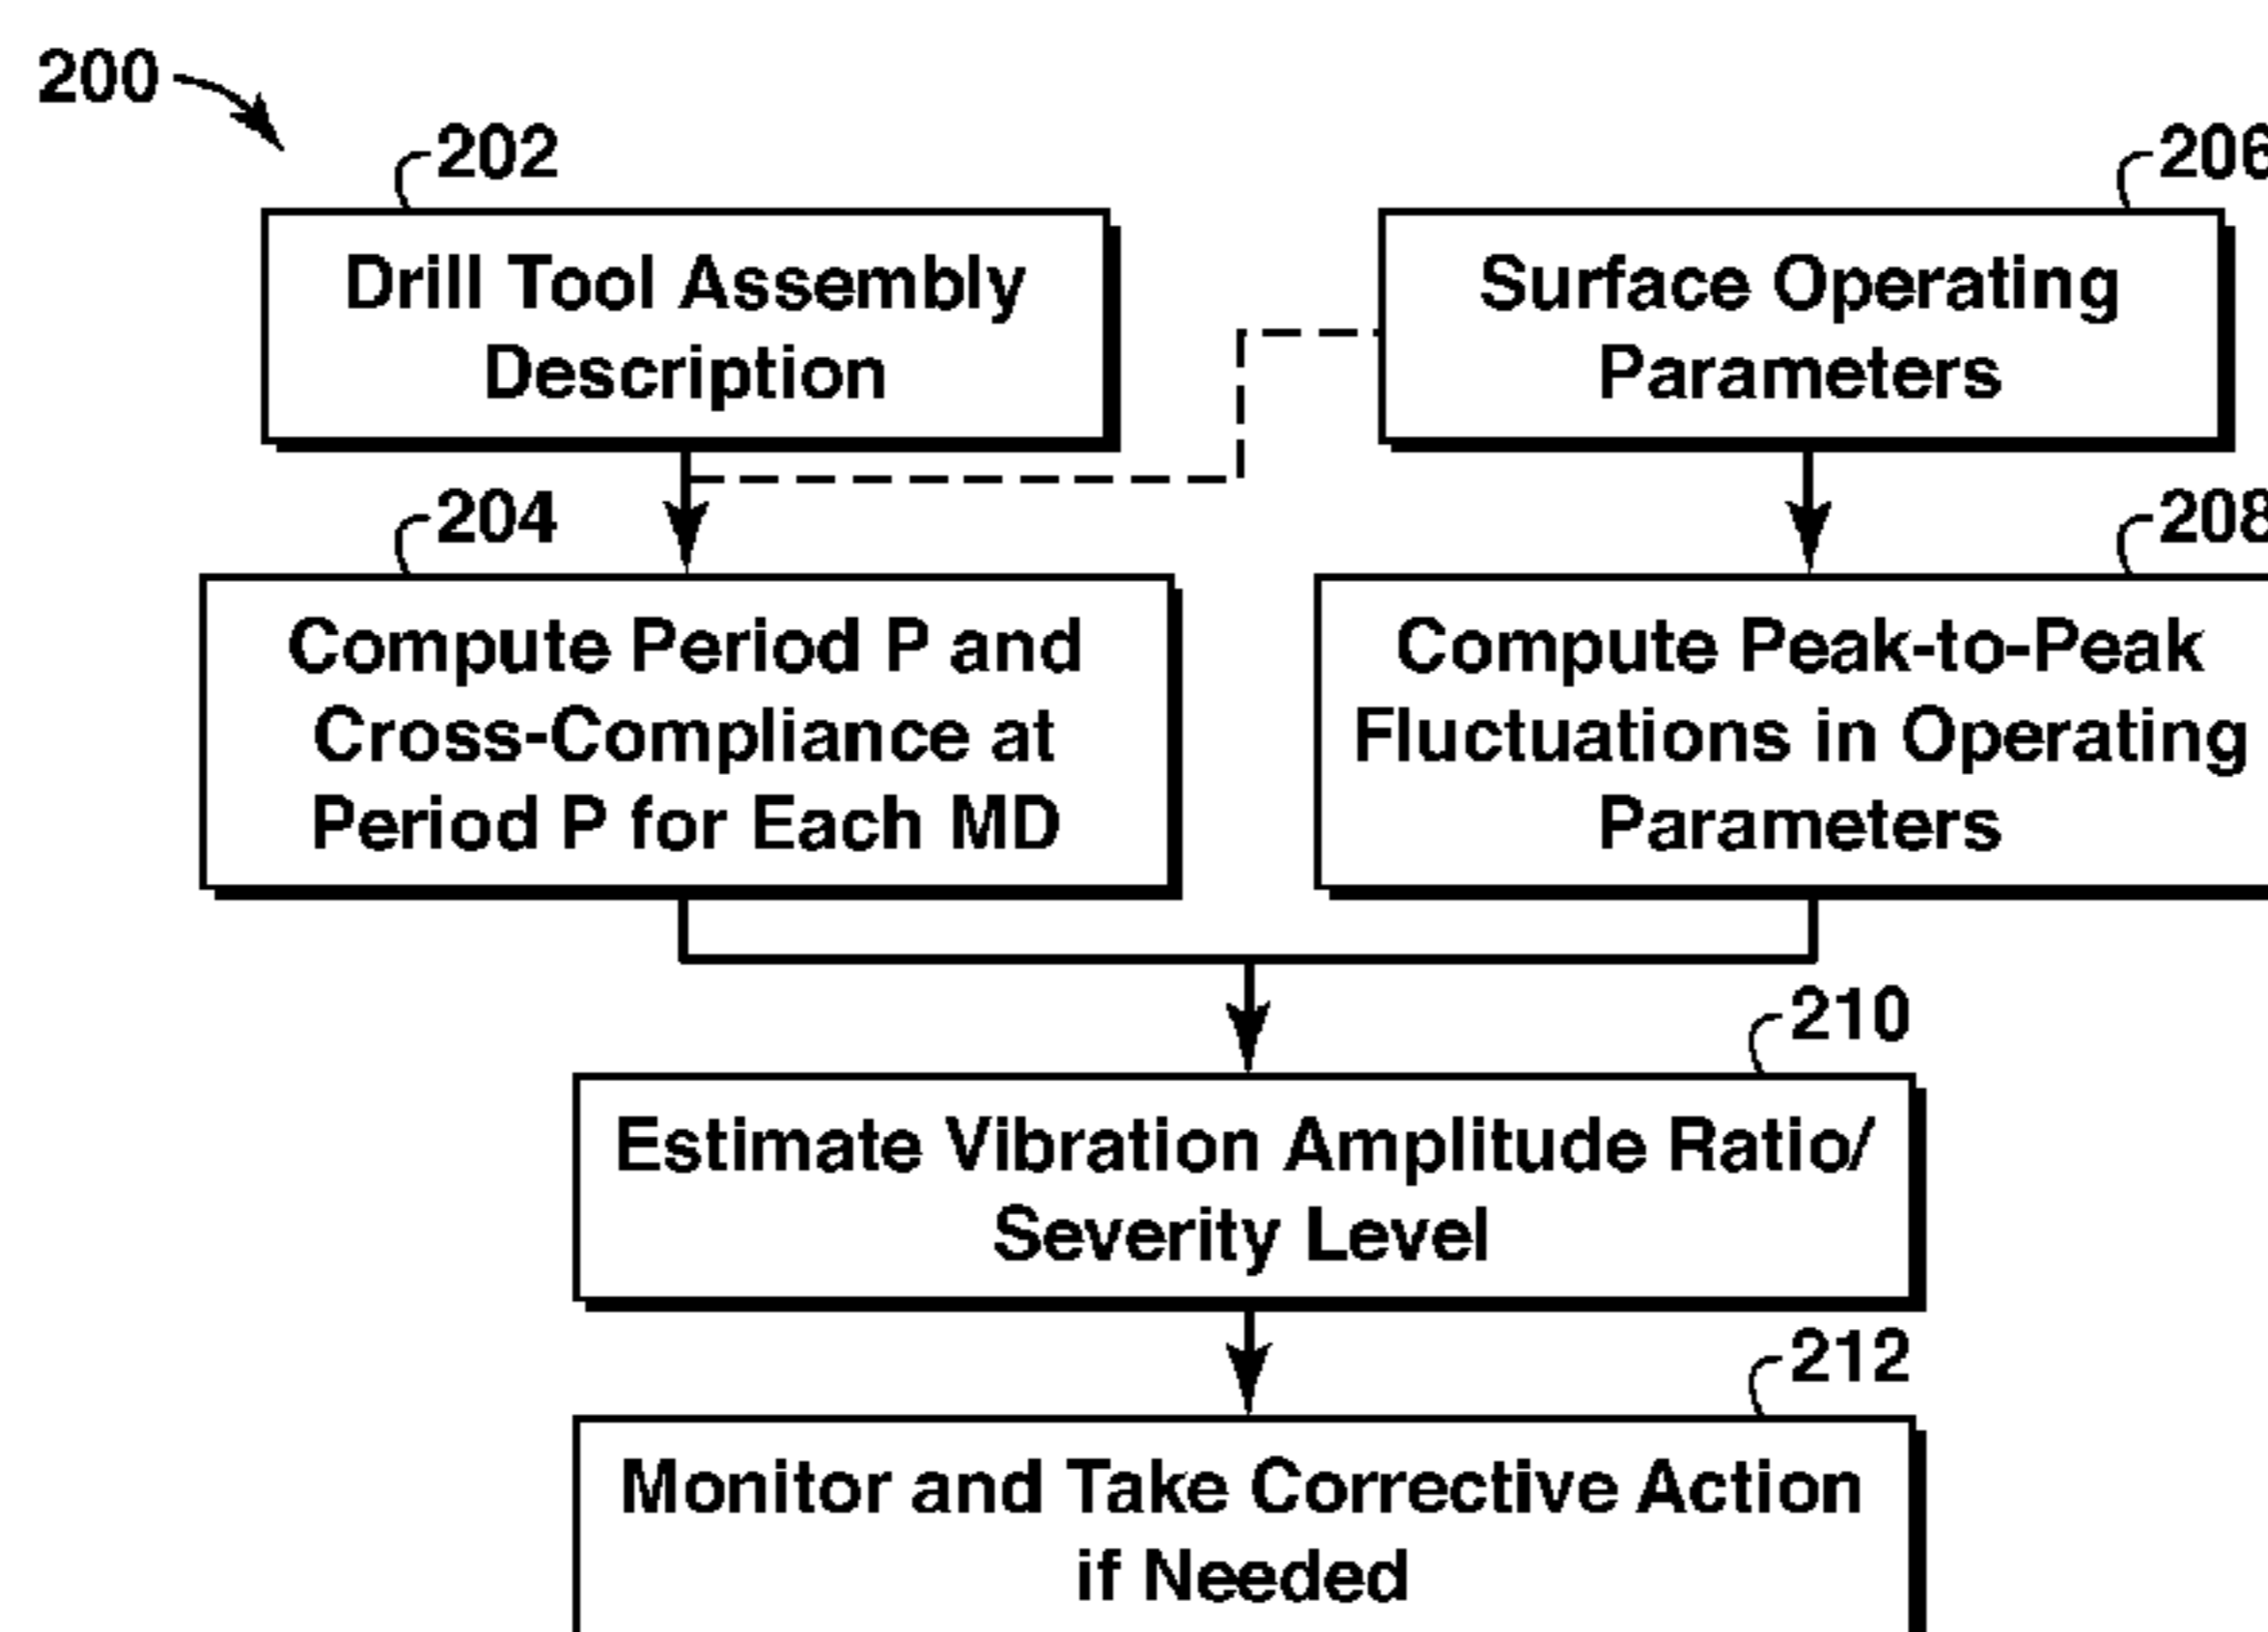 200
202
Drill Tool Assembly
Description
206
Surface Operating
Parameters
204
Compute Period P and
Cross-Compliance at
Period P for Each MD
208
Compute Peak-to-Peak
Fluctuations in Operating
Parameters
210
Estimate Vibration Amplitude Ratio/
Severity Level
212
Monitor and Take Corrective Action
if Needed